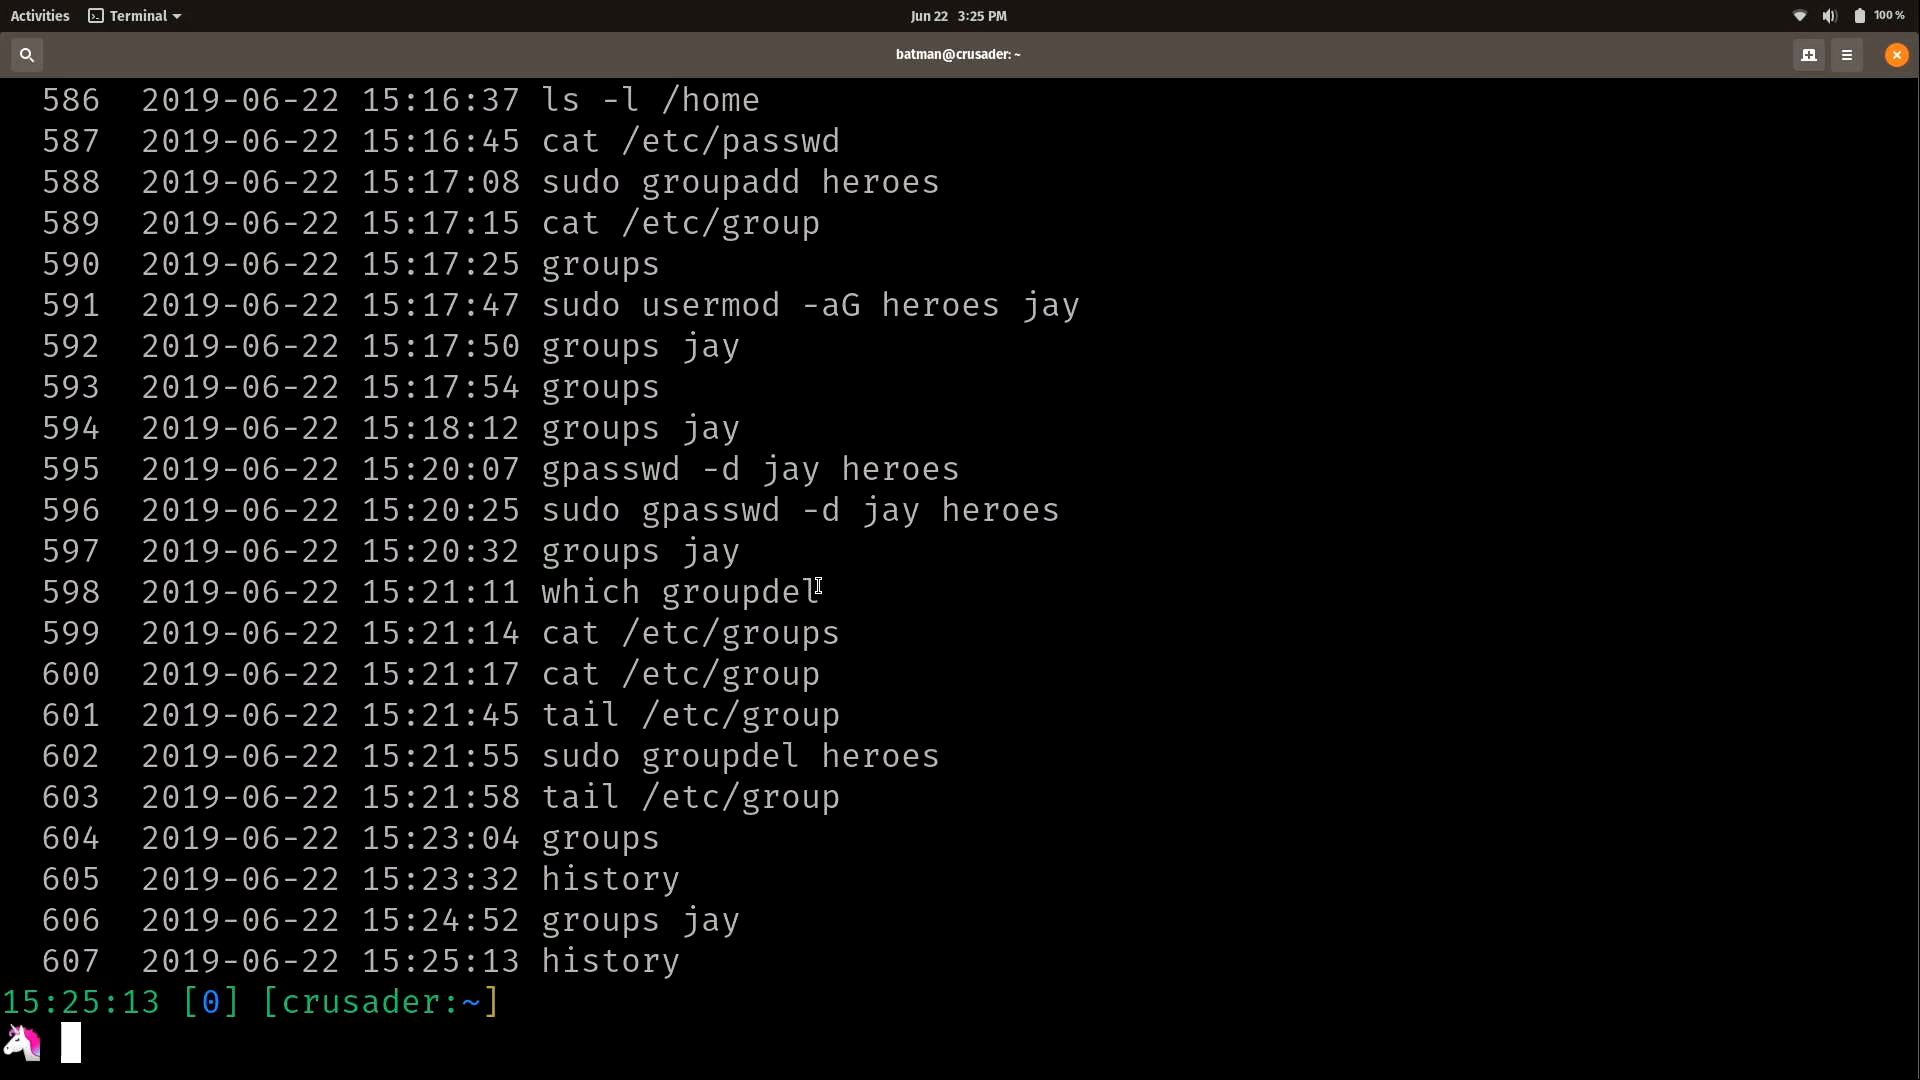 Activities Terminal Jun 22 3:25 PM 100 %
batman@crusader: ~
586 2019-06-22 15:16:37 ls -l /home
587 2019-06-22 15:16:45 cat /etc/passwd
588 2019-06-22 15:17:08 sudo groupadd heroes
589 2019-06-22 15:17:15 cat /etc/group
590 2019-06-22 15:17:25 groups
591 2019-06-22 15:17:47 sudo usermod -aG heroes jay
592 2019-06-22 15:17:50 groups jay
593 2019-06-22 15:17:54 groups
594 2019-06-22 15:18:12 groups jay
595 2019-06-22 15:20:07 gpasswd -d jay heroes
596 2019-06-22 15:20:25 sudo gpasswd -d jay heroes
597 2019-06-22 15:20:32 groups jay
598 2019-06-22 15:21:11 which groupdel
599 2019-06-22 15:21:14 cat /etc/groups
600 2019-06-22 15:21:17 cat /etc/group
601 2019-06-22 15:21:45 tail /etc/group
602 2019-06-22 15:21:55 sudo groupdel heroes
603 2019-06-22 15:21:58 tail /etc/group
604 2019-06-22 15:23:04 groups
605 2019-06-22 15:23:32 history
606 2019-06-22 15:24:52 groups jay
607 2019-06-22 15:25:13 history
15:25:13 [0] [crusader:~]